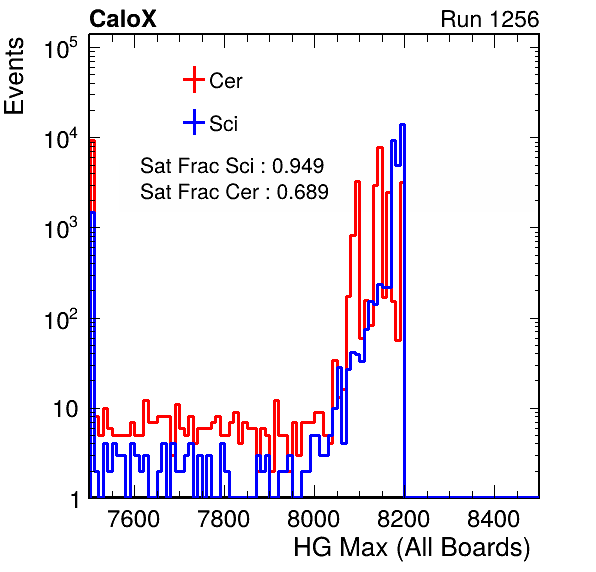 CaloX Run 1256
Events
10^5
10^4
10^3
10^2
10
1
Cer
Sci
Sat Frac Sci : 0.949
Sat Frac Cer : 0.689
7600 7800 8000 8200 8400
HG Max (All Boards)